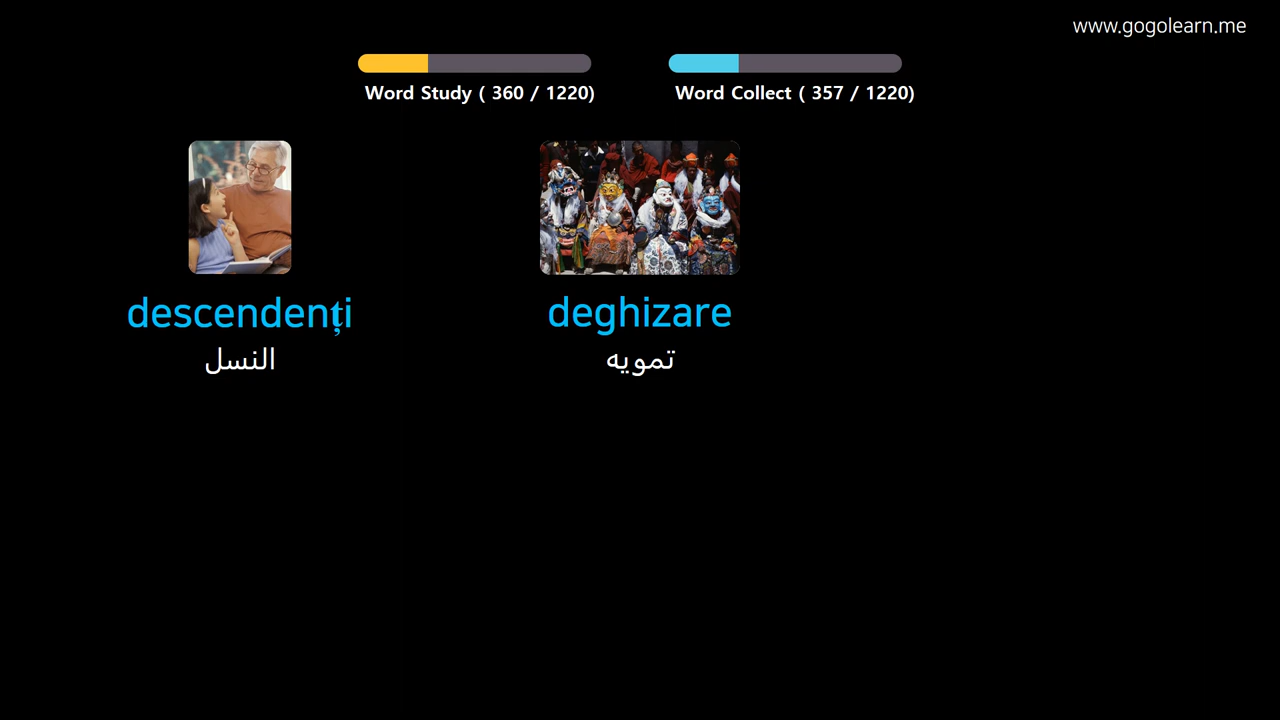 www.gogolearn.me
Word Study ( 360 / 1220)
Word Collect ( 357 / 1220)
descendenți
النسل
deghizare
تمويه